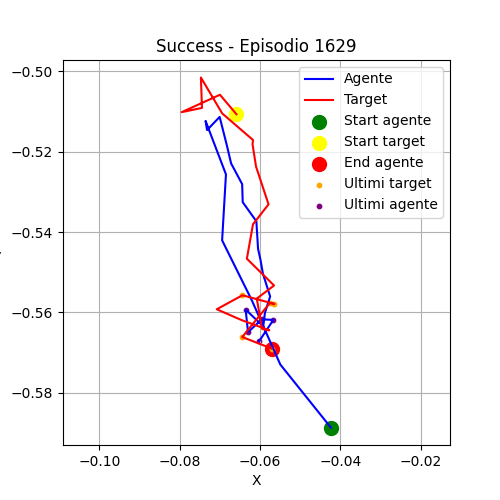 Success - Episodio 1629
Agente
Target
Start agente
Start target
End agente
Ultimi target
Ultimi agente
−0.50
−0.52
−0.54
−0.56
−0.58
−0.10
−0.08
−0.06
−0.04
−0.02
X